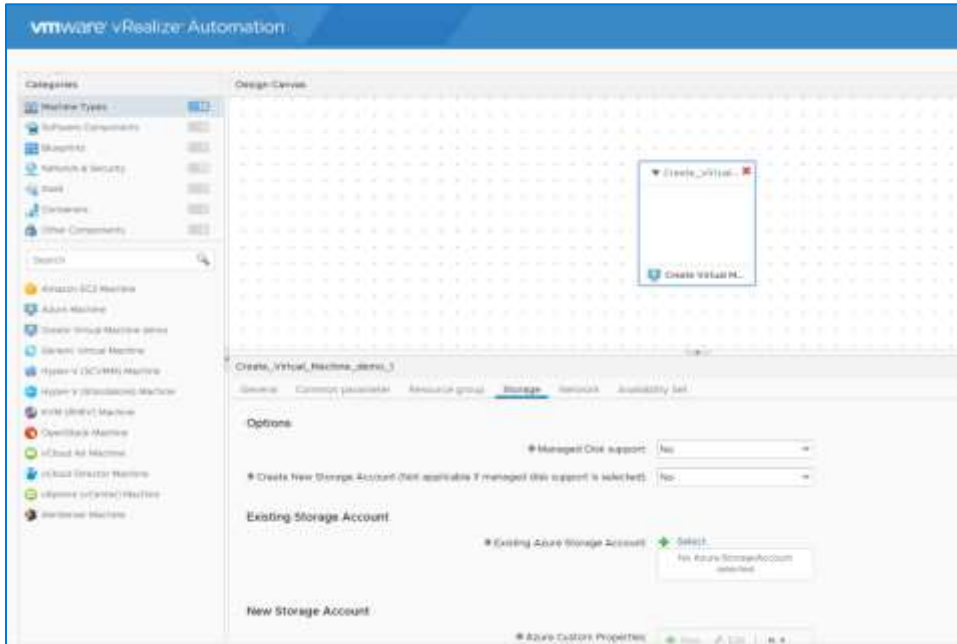 vmware vRealize Automation
Categories
Design Canvas
Machine Types
Software Components
Blueprints
Network & Security
XaaS
Containers
Other Components
Search
Amazon EC2 Machine
Azure Machine
Create Virtual Machine demo
Generic Virtual Machine
Hyper-V (SCVMM) Machine
Hyper-V (Standalone) Machine
KVM (RHEV) Machine
OpenStack Machine
vCloud Air Machine
vCloud Director Machine
vSphere (vCenter) Machine
XenServer Machine
Create_Virtual...
Create Virtual M...
Create_Virtual_Machine_demo_1
General Common parameter Resource group Storage Network Availability Set
Options
Managed Disk support: No
Create New Storage Account (Not applicable if managed disk support is selected): No
Existing Storage Account
Existing Azure Storage Account: Select
No Azure:StorageAccount
selected
New Storage Account
Azure Custom Properties: New Edit